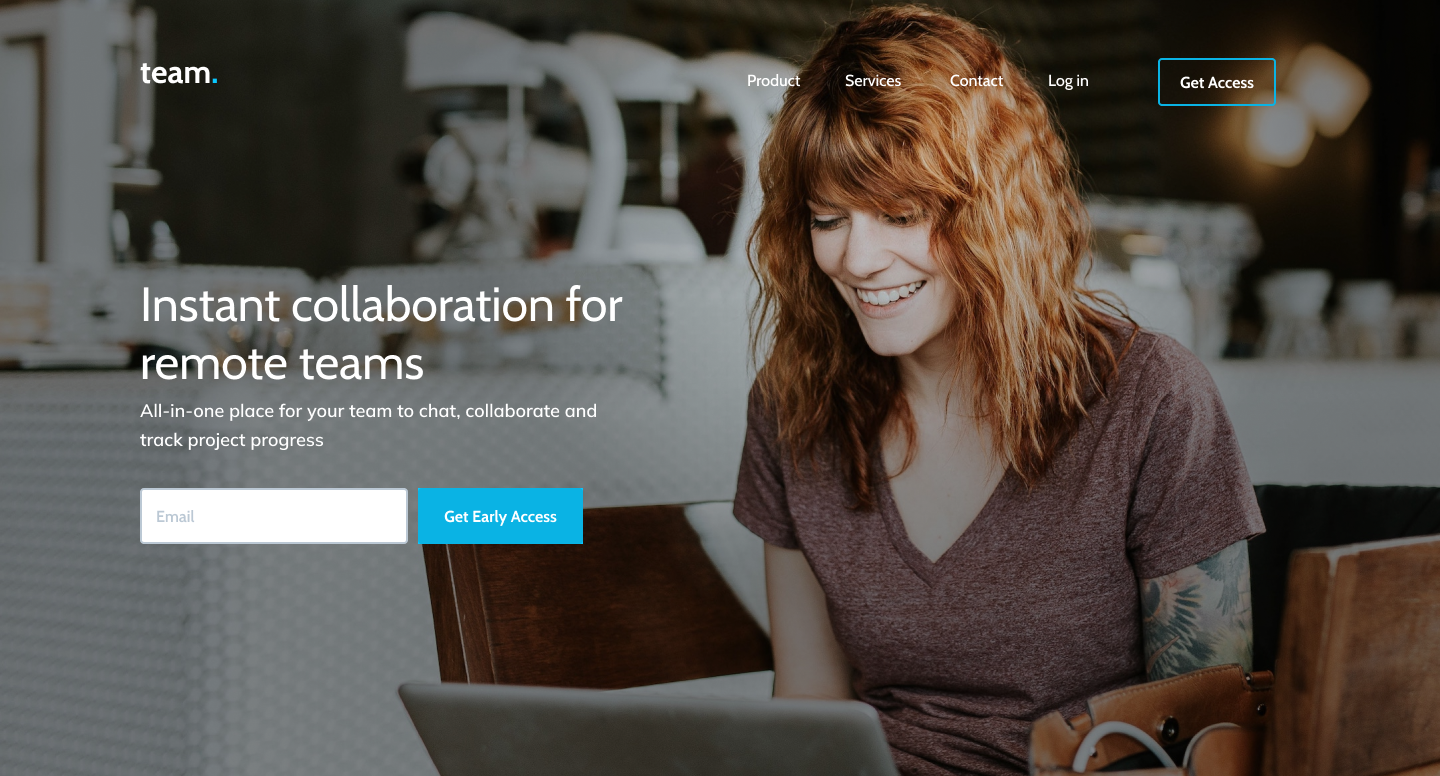 team.
Product Services Contact Log in Get Access
Instant collaboration for
remote teams
All-in-one place for your team to chat, collaborate and
track project progress
Email Get Early Access